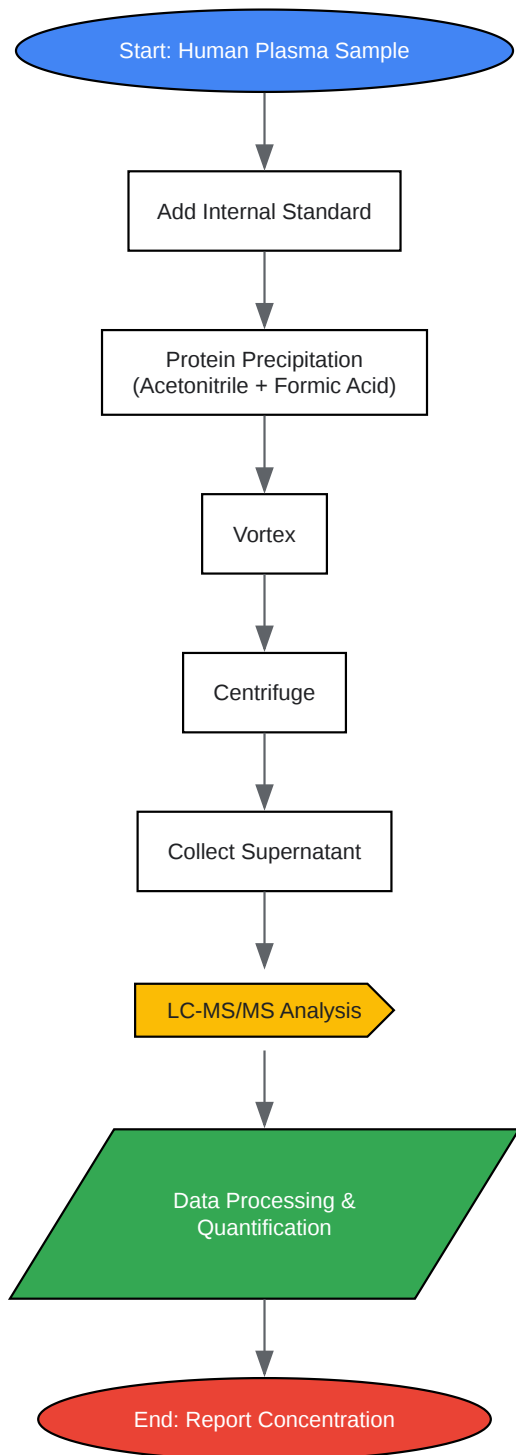 Start: Human Plasma Sample
Add Internal Standard
Protein Precipitation
(Acetonitrile + Formic Acid)
Vortex
Centrifuge
Collect Supernatant
LC-MS/MS Analysis
Data Processing &
Quantification
End: Report Concentration